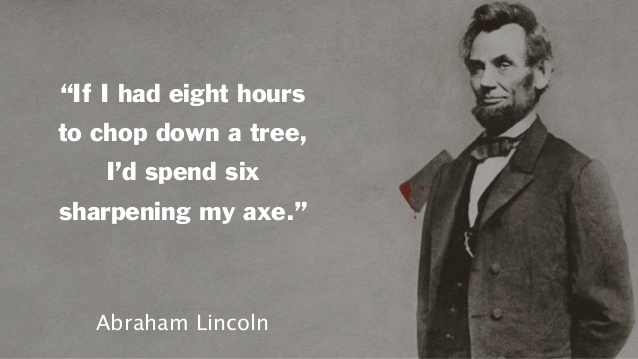 “If I had eight hours
to chop down a tree,
I’d spend six
sharpening my axe.”
Abraham Lincoln